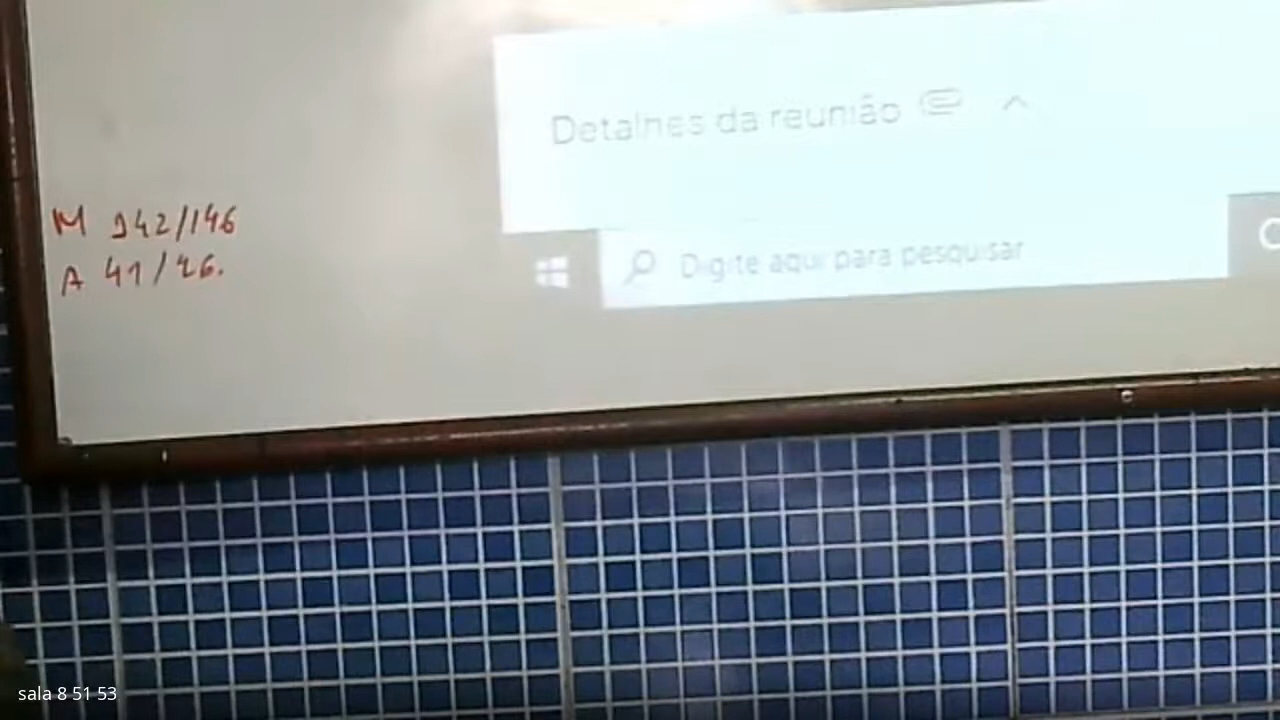 Detalhes da reunião
M 142/146
A 41/46.
Digite aqui para pesquisar
sala 8 51 53